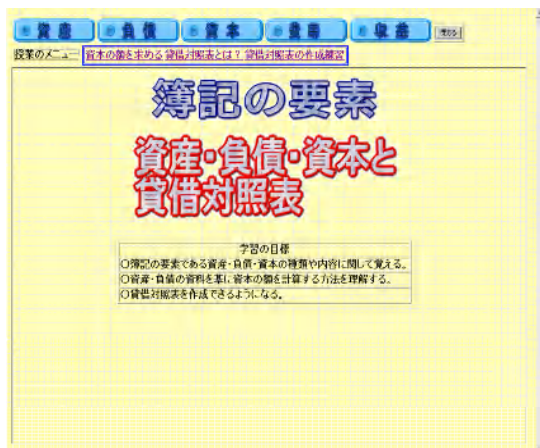 資産 負債 資本 費用 収益 戻る
授業のメニュー 資本の額を求める 貸借対照表とは? 貸借対照表の作成練習
簿記の要素
資産・負債・資本と
貸借対照表
学習の目標
○簿記の要素である資産・負債・資本の種類や内容に関して覚える。
○資産・負債の資料を基に資本の額を計算する方法を理解する。
○貸借対照表を作成できるようになる。